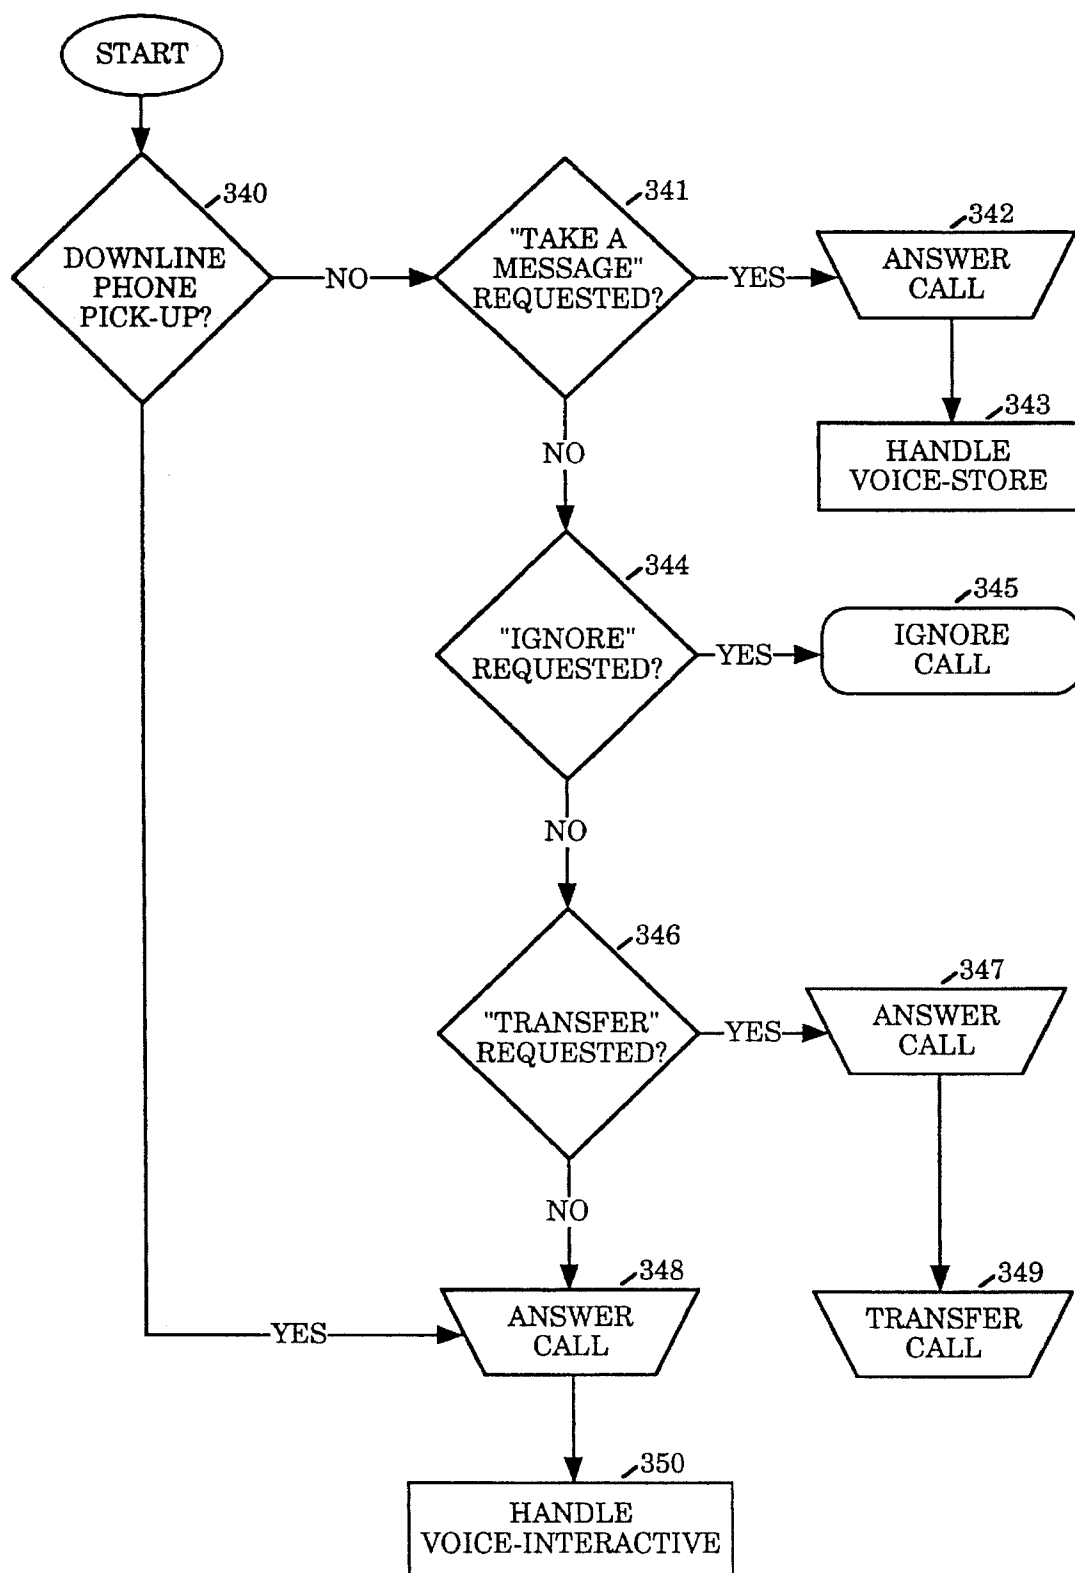 START
340
DOWNLINE
PHONE
PICK-UP?
NO
341
"TAKE A
MESSAGE"
REQUESTED?
YES
342
ANSWER
CALL
343
HANDLE
VOICE-STORE
NO
344
"IGNORE"
REQUESTED?
YES
345
IGNORE
CALL
NO
346
"TRANSFER"
REQUESTED?
YES
347
ANSWER
CALL
349
TRANSFER
CALL
NO
348
ANSWER
CALL
YES
350
HANDLE
VOICE-INTERACTIVE